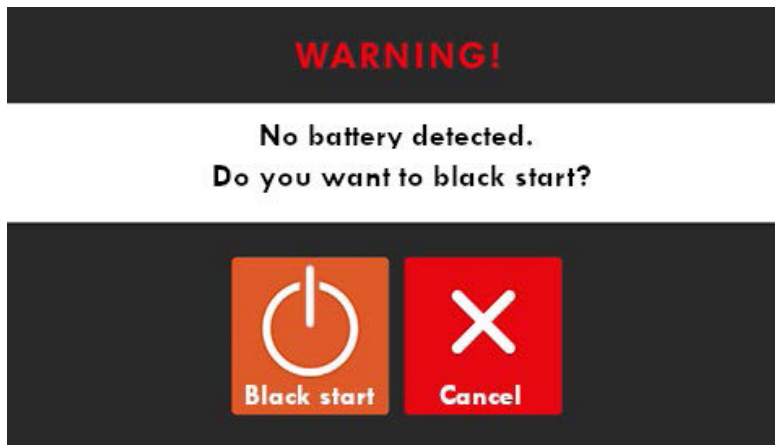 WARNING!
No battery detected.
Do you want to black start?
Black start
Cancel